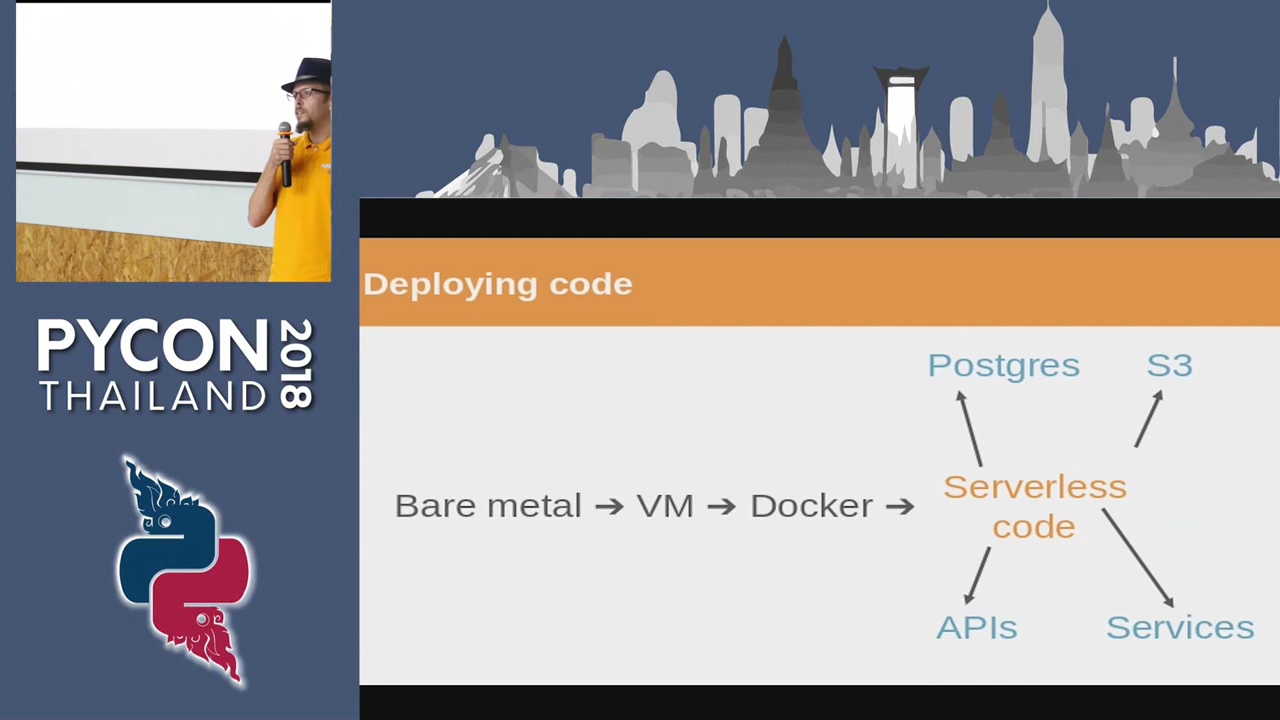 PYCON 2018
THAILAND
Deploying code
Postgres S3
Bare metal ➔ VM ➔ Docker ➔ Serverless code
APIs Services